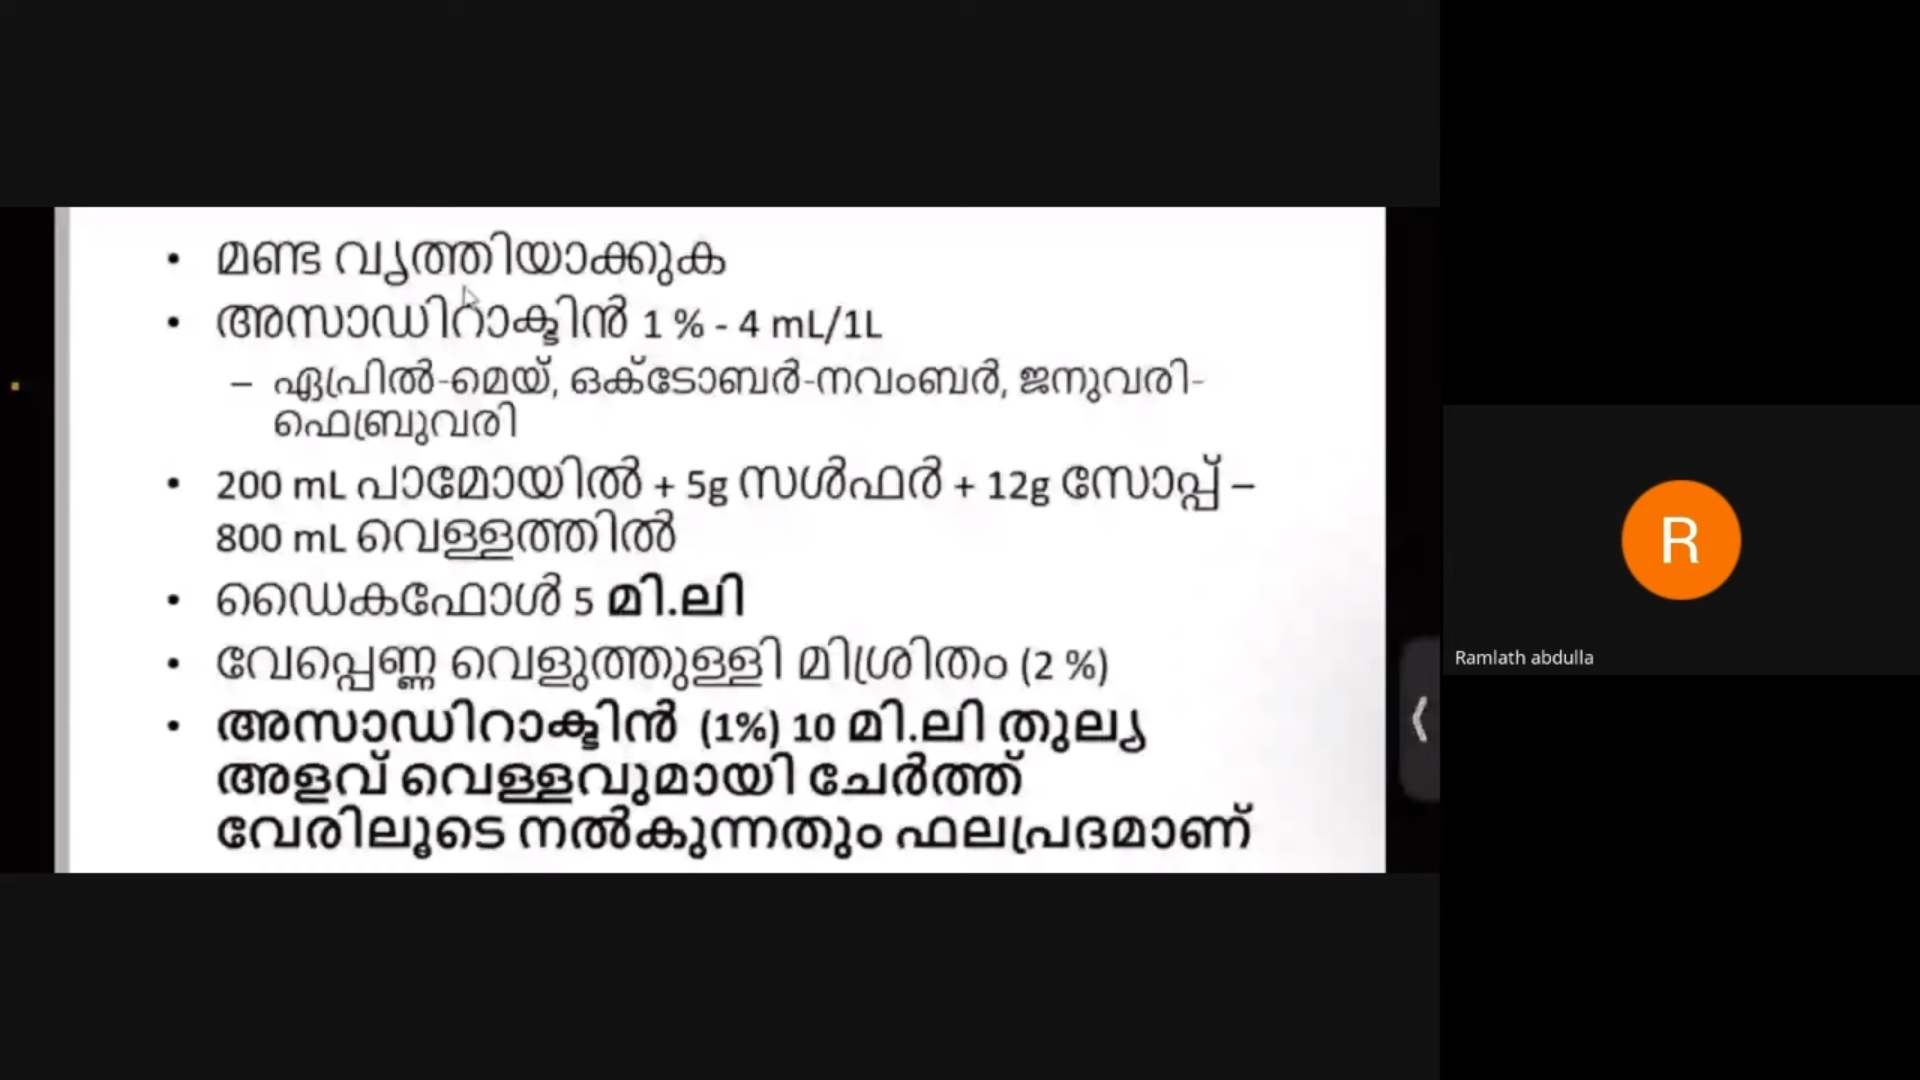 • മണ്ട വൃത്തിയാക്കുക
• അസാഡിറാക്ടിൻ 1 % - 4 mL/1L
– ഏപ്രിൽ-മെയ്, ഒക്ടോബർ-നവംബർ, ജനുവരി-
ഫെബ്രുവരി
• 200 mL പാമോയിൽ + 5g സൾഫർ + 12g സോപ്പ് –
800 mL വെള്ളത്തിൽ
• ഡൈകഫോൾ 5 മി.ലി
• വേപ്പെണ്ണ വെളുത്തുള്ളി മിശ്രിതം (2 %)
• അസാഡിറാക്ടിൻ (1%) 10 മി.ലി തുല്യ
അളവ് വെള്ളവുമായി ചേർത്ത്
വേരിലൂടെ നൽകുന്നതും ഫലപ്രദമാണ്
R
Ramlath abdulla